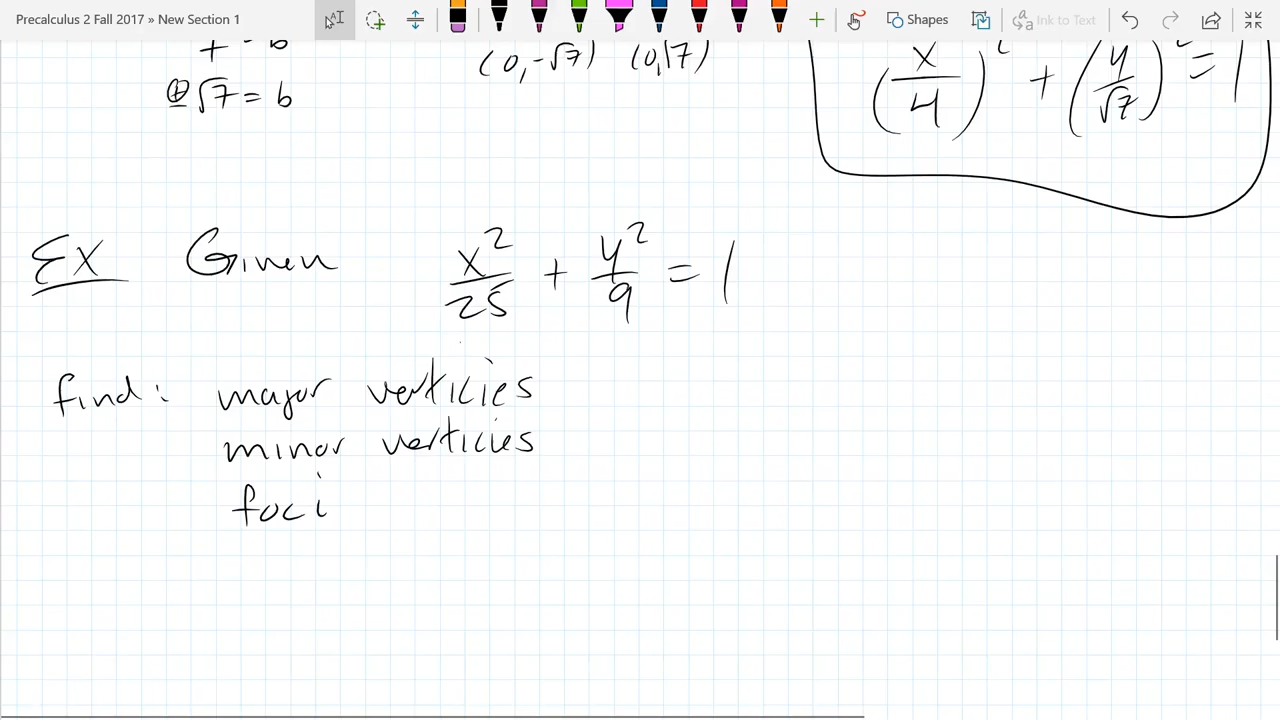 Precalculus 2 Fall 2017 » New Section 1
Shapes
Ink to Text
(0,-√7) (0,√7)
± √7 = b
(x/4)² + (y/√7)² = 1
Ex Given x²/25 + y²/9 = 1
find: major verticies
minor verticies
foci